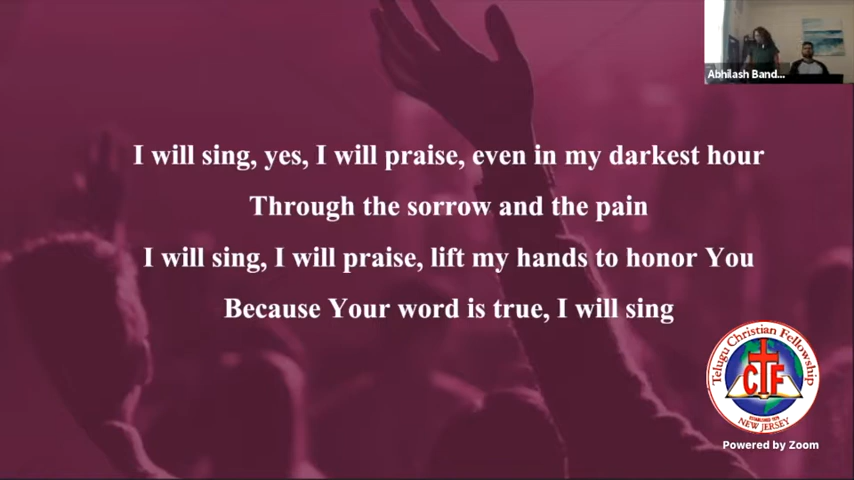 Abhilash Band...
I will sing, yes, I will praise, even in my darkest hour
Through the sorrow and the pain
I will sing, I will praise, lift my hands to honor You
Because Your word is true, I will sing
Telugu Christian Fellowship
CTF
ESTABLISHED 1975
NEW JERSEY
Powered by Zoom